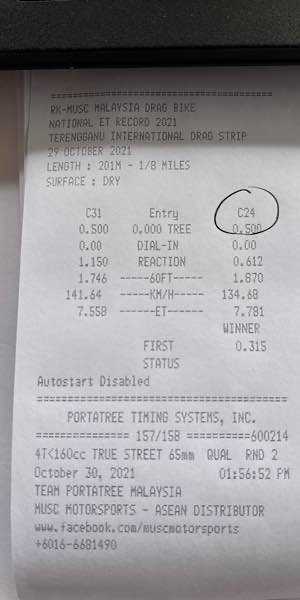 ========================================
RK-MUSC MALAYSIA DRAG BIKE
NATIONAL ET RECORD 2021
TERENGGANU INTERNATIONAL DRAG STRIP
29 OCTOBER 2021
LENGTH : 201M - 1/8 MILES
SURFACE : DRY
C31 Entry C24
0.500 0.000 TREE 0.500
0.00 DIAL-IN 0.00
1.150 REACTION 0.612
1.746 -----60FT----- 1.870
141.64 -----KM/H----- 134.68
7.558 ------ET------ 7.781
WINNER
FIRST 0.315
STATUS
Autostart Disabled
========================================
PORTATREE TIMING SYSTEMS, INC.
=============== 157/158 ==========600214
4T<160cc TRUE STREET 65mm QUAL RND 2
October 30, 2021 01:56:52 PM
TEAM PORTATREE MALAYSIA
MUSC MOTORSPORTS - ASEAN DISTRIBUTOR
www.facebook.com/muscmotorsports
+6016-6681490